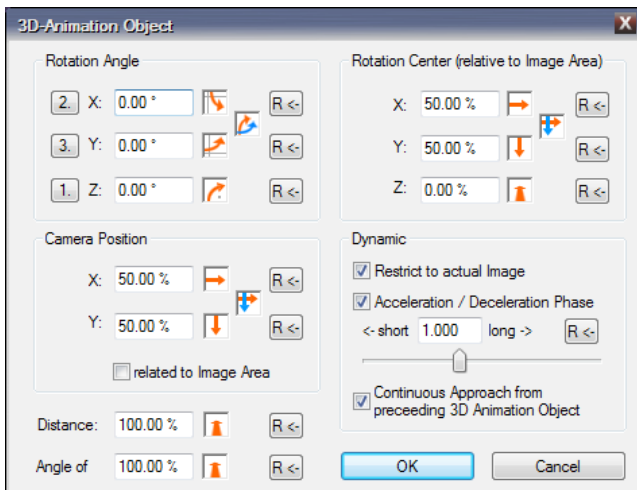 3D-Animation Object
X
Rotation Angle
2. X: 0.00 ° R <-
3. Y: 0.00 ° R <-
1. Z: 0.00 ° R <-
Rotation Center (relative to Image Area)
X: 50.00 % R <-
Y: 50.00 % R <-
Z: 0.00 % R <-
Camera Position
X: 50.00 % R <-
Y: 50.00 % R <-
related to Image Area
Distance: 100.00 % R <-
Angle of 100.00 % R <-
Dynamic
Restrict to actual Image
Acceleration / Deceleration Phase
<- short 1.000 long -> R <-
Continuous Approach from
preceeding 3D Animation Object
OK Cancel